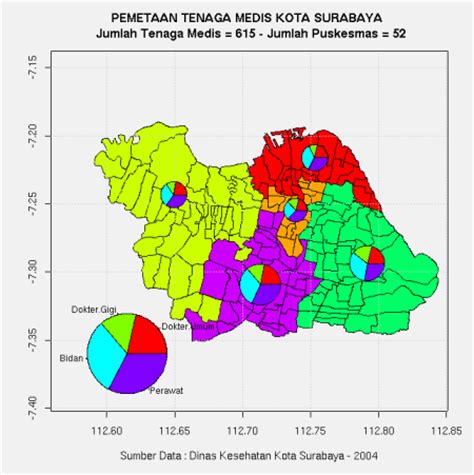 PEMETAAN TENAGA MEDIS KOTA SURABAYA
Jumlah Tenaga Medis = 615 - Jumlah Puskesmas = 52
-7.15
-7.20
-7.25
-7.30
-7.35
-7.40
Dokter.Gigi
Dokter.Umum
Bidan
Perawat
112.60 112.65 112.70 112.75 112.80 112.85
Sumber Data : Dinas Kesehatan Kota Surabaya - 2004